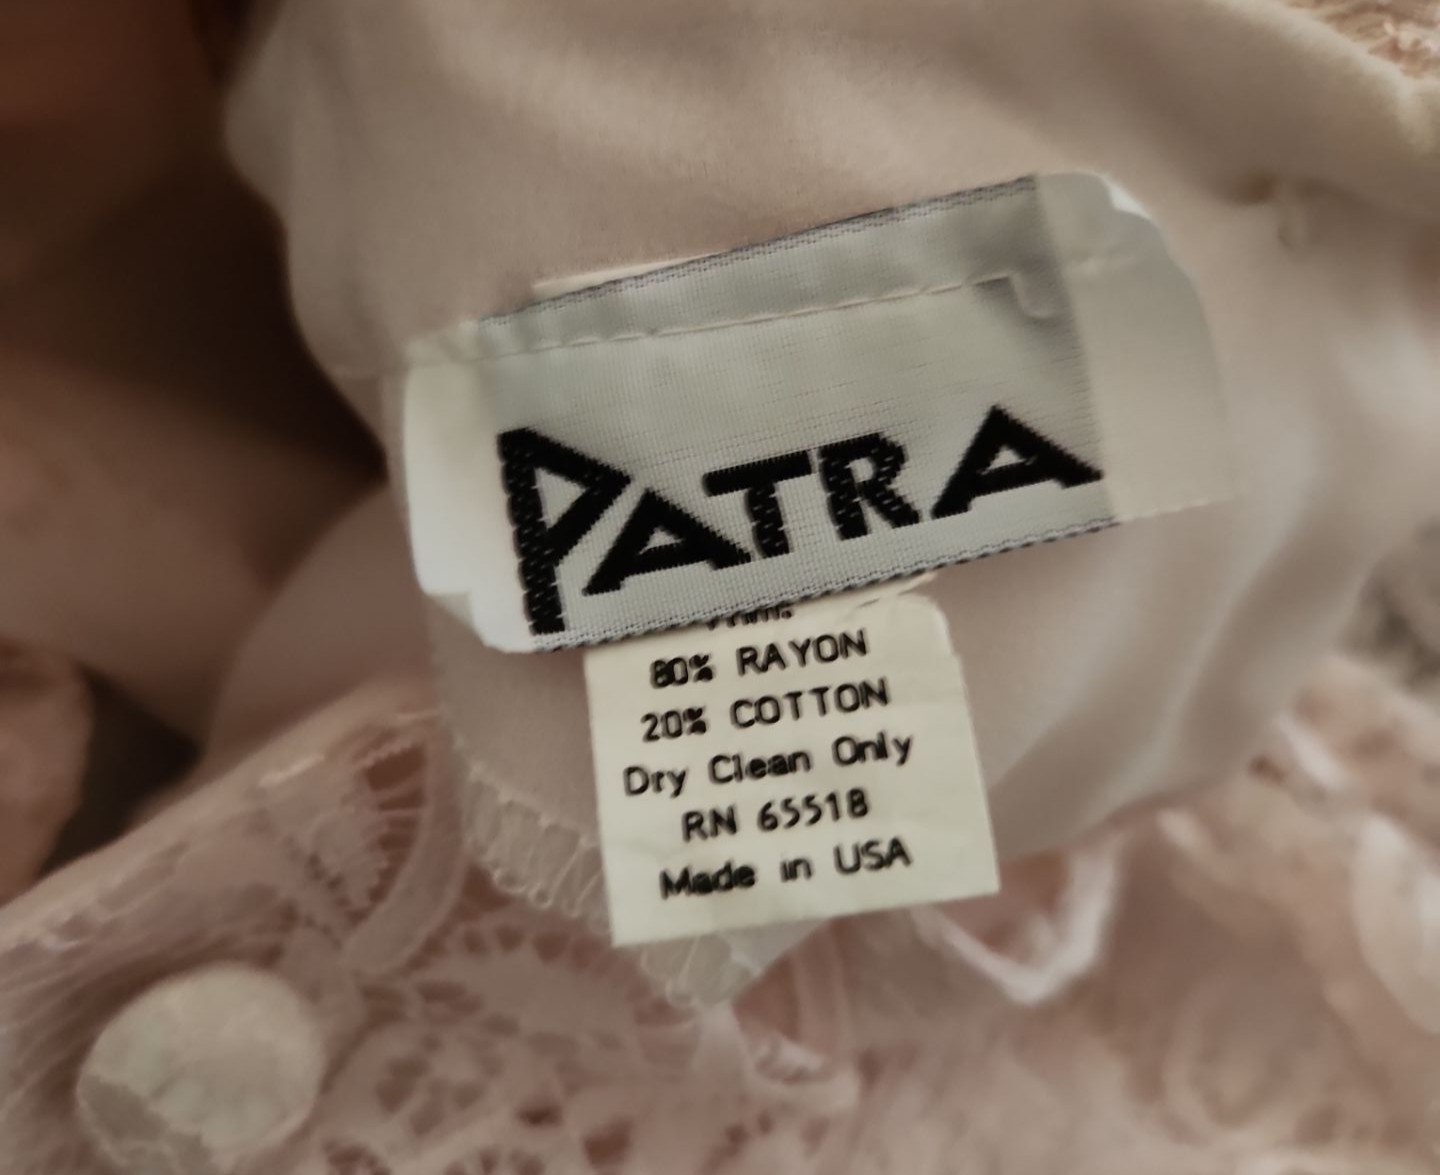 PATRA
80% RAYON
20% COTTON
Dry Clean Only
RN 65518
Made in USA